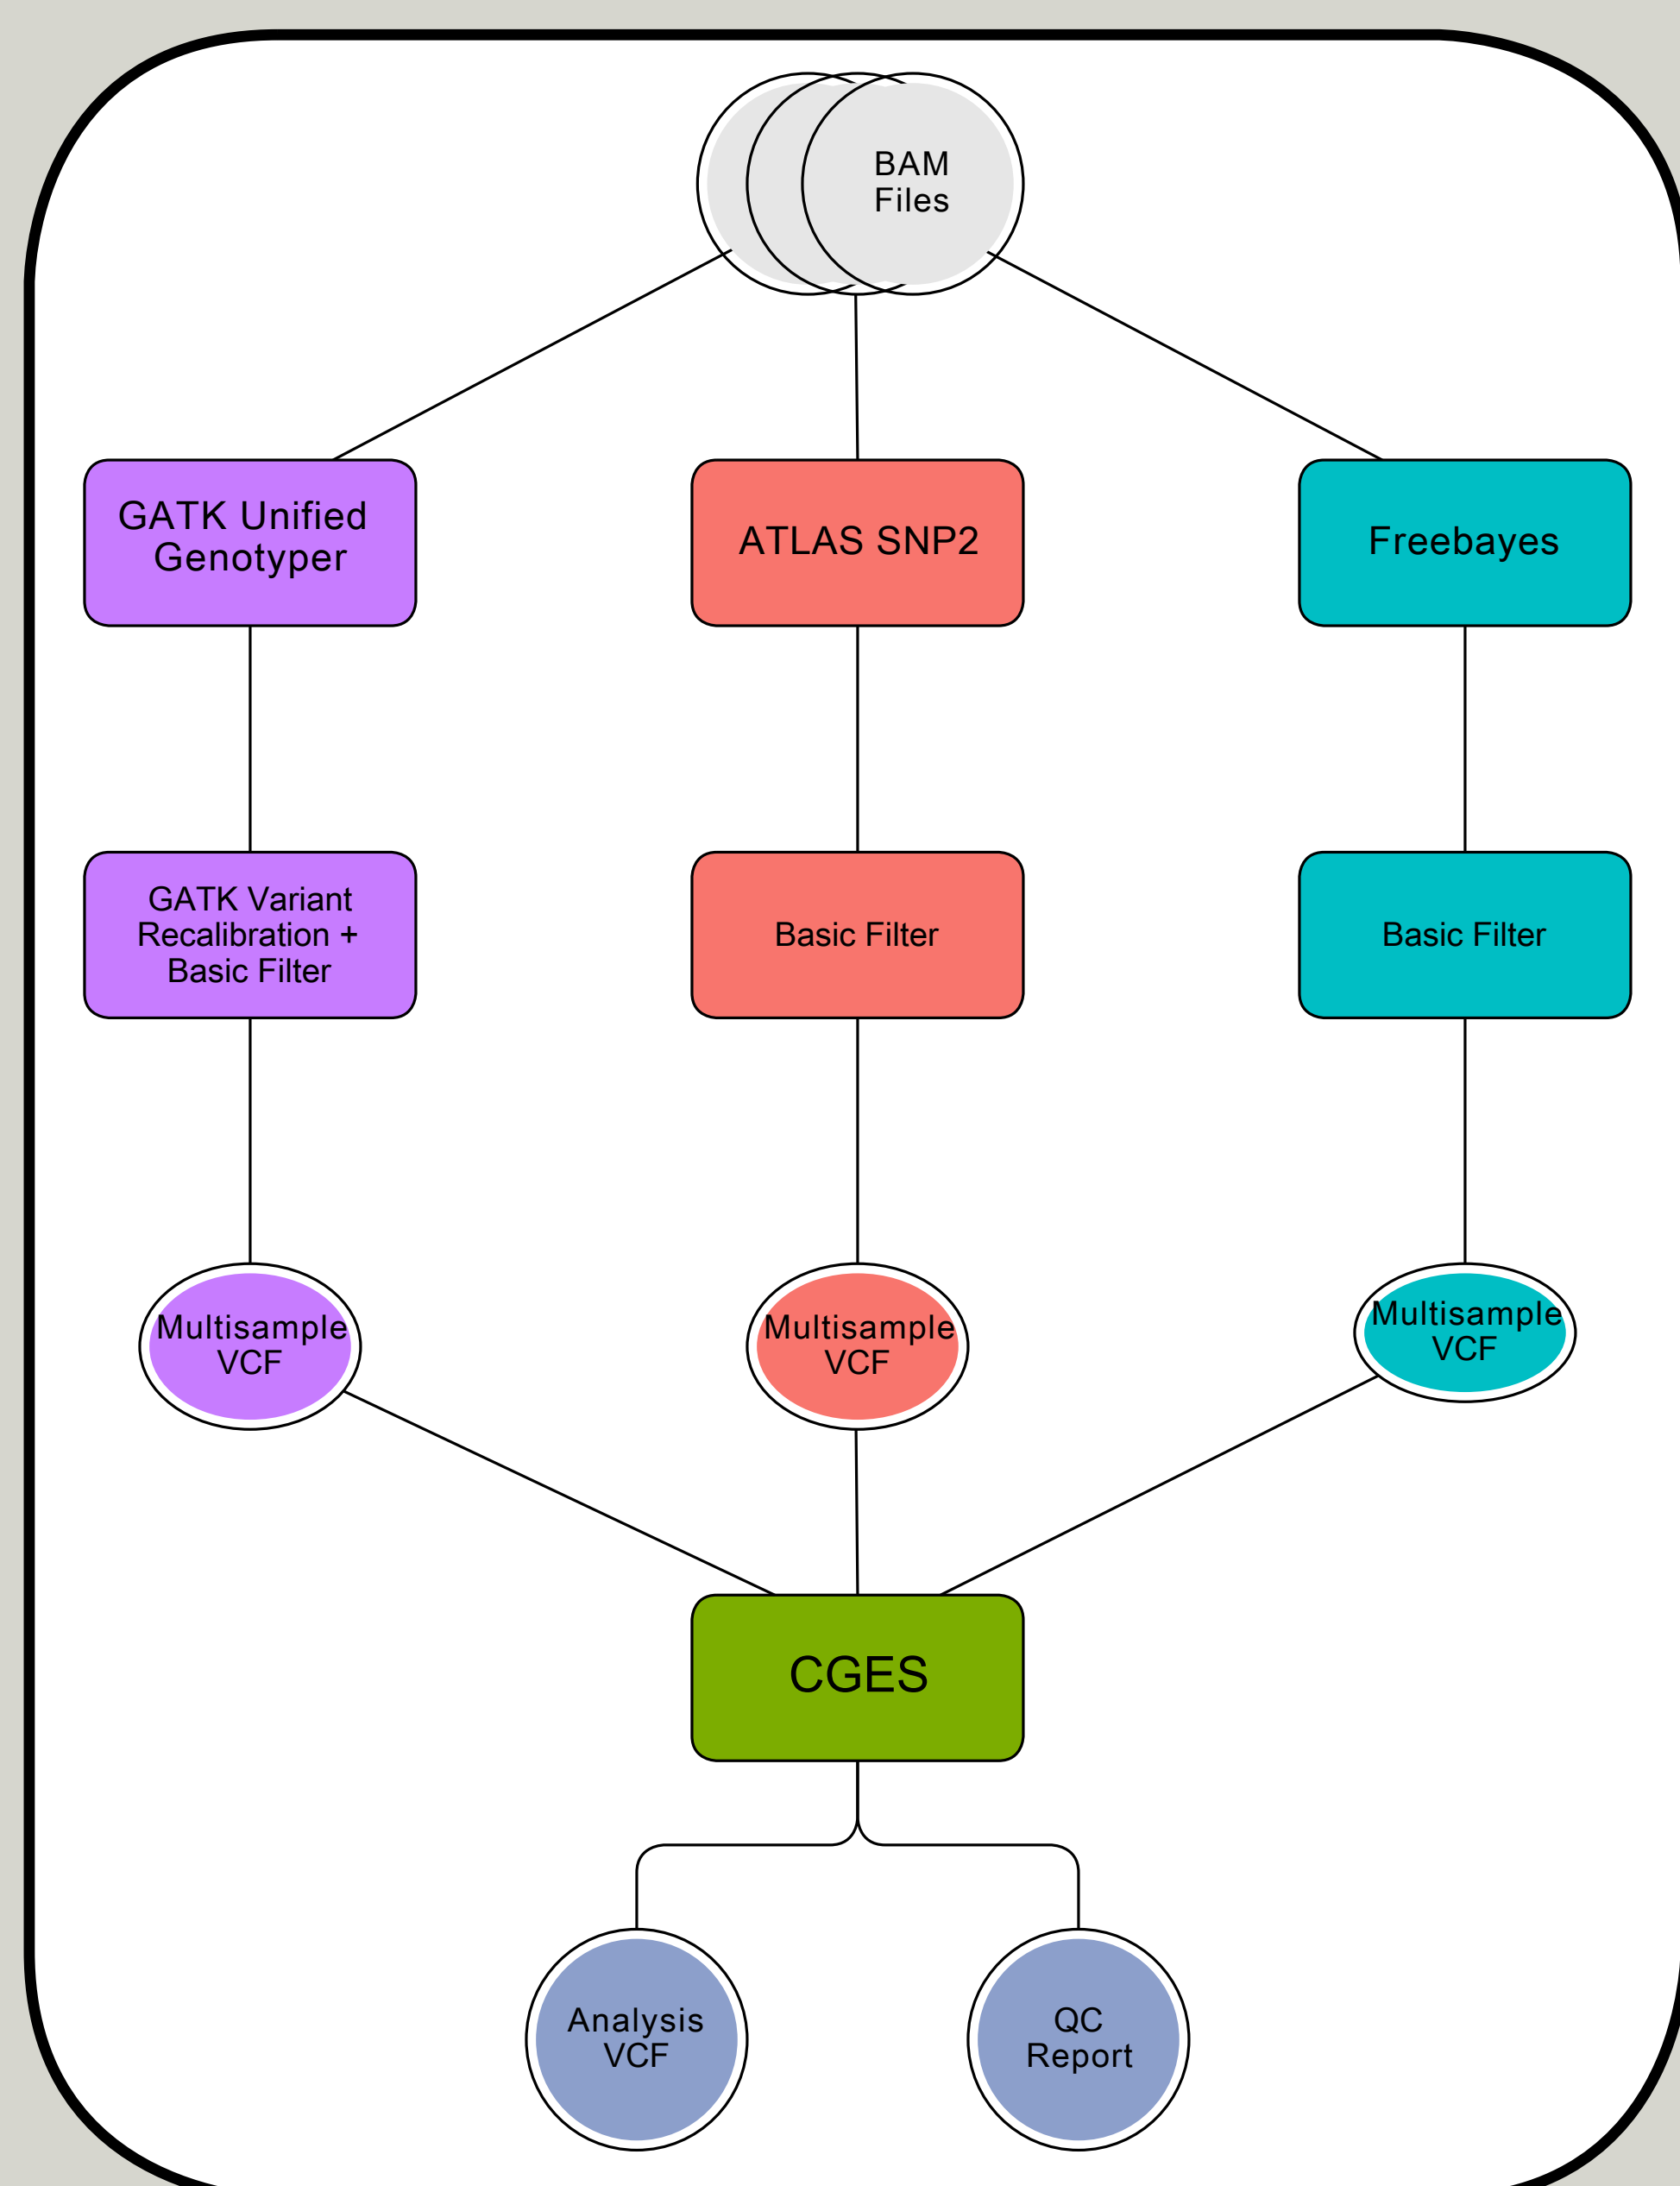 BAM
Files
GATK Unified
Genotyper
ATLAS SNP2
Freebayes
GATK Variant
Recalibration +
Basic Filter
Basic Filter
Basic Filter
Multisample
VCF
Multisample
VCF
Multisample
VCF
CGES
Analysis
VCF
QC
Report